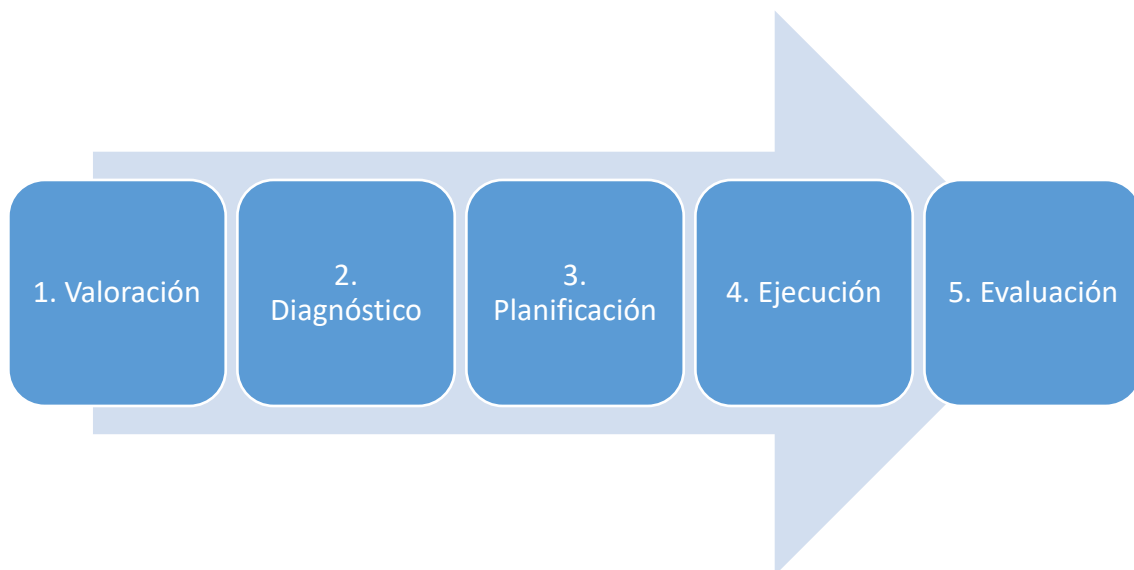 1. Valoración
2.
Diagnóstico
3.
Planificación
4. Ejecución
5. Evaluación